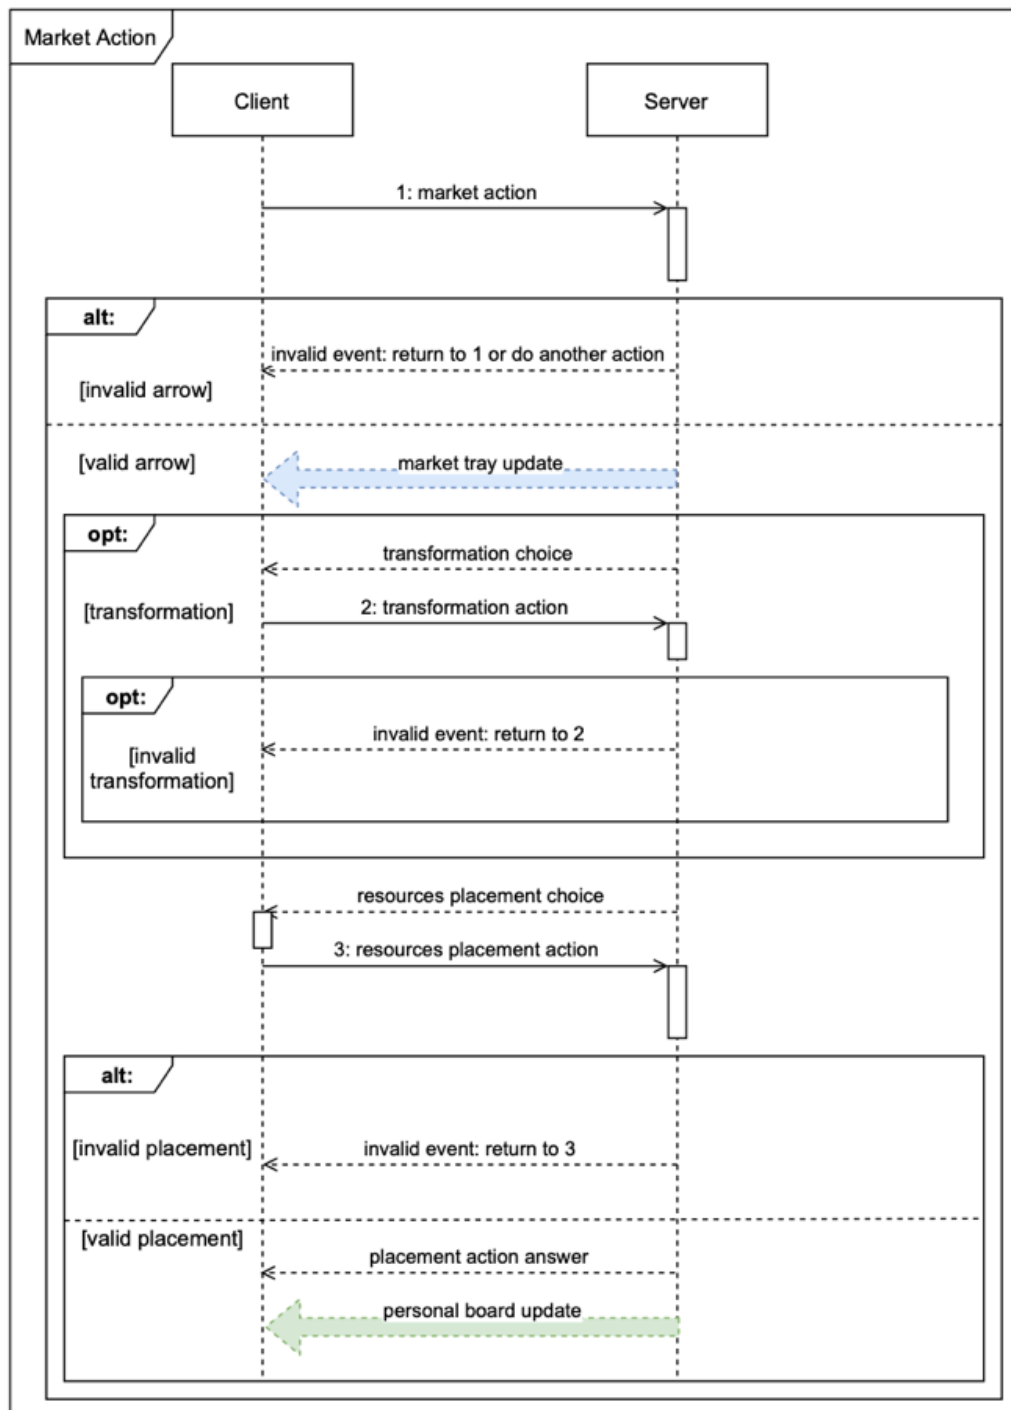 Market Action
Client
Server
1: market action
alt:
invalid event: return to 1 or do another action
[invalid arrow]
[valid arrow]
market tray update
opt:
transformation choice
[transformation]
2: transformation action
opt:
invalid event: return to 2
[invalid
transformation]
resources placement choice
3: resources placement action
alt:
[invalid placement]
invalid event: return to 3
[valid placement]
placement action answer
personal board update